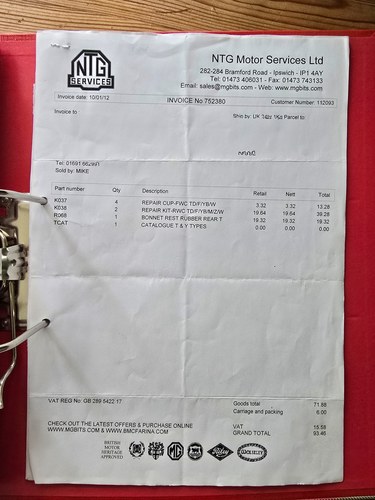 NTG
SERVICES
NTG Motor Services Ltd
282-284 Bramford Road - Ipswich - IP1 4AY
Tel: 01473 406031 - Fax: 01473 743133
Email: sales@mgbits.com - Web: www.mgbits.com
Invoice date: 10/01/12 INVOICE No 752380 Customer Number: 112093
Invoice to : Ship by: UK 24hr 1KG Parcel to:
Tel: 01691
Sold by: MIKE
Part number Qty Description Retail Nett Total
K037 4 REPAIR CUP-FWC TD/F/YB/W 3.32 3.32 13.28
K038 2 REPAIR KIT-RWC TD/F/YB/MZ/W 19.64 19.64 39.28
R068 1 BONNET REST RUBBER REAR T 19.32 19.32 19.32
TCAT 1 CATALOGUE T & Y TYPES 0.00 0.00 0.00
VAT REG No: GB 289 5422 17 Goods total 71.88
Carriage and packing 6.00
CHECK OUT THE LATEST OFFERS & PURCHASE ONLINE VAT 15.58
WWW.MGBITS.COM & WWW.BMCFARINA.COM GRAND TOTAL 93.46
BRITISH
MOTOR
HERITAGE
APPROVED
MG
Riley
WOLSELEY